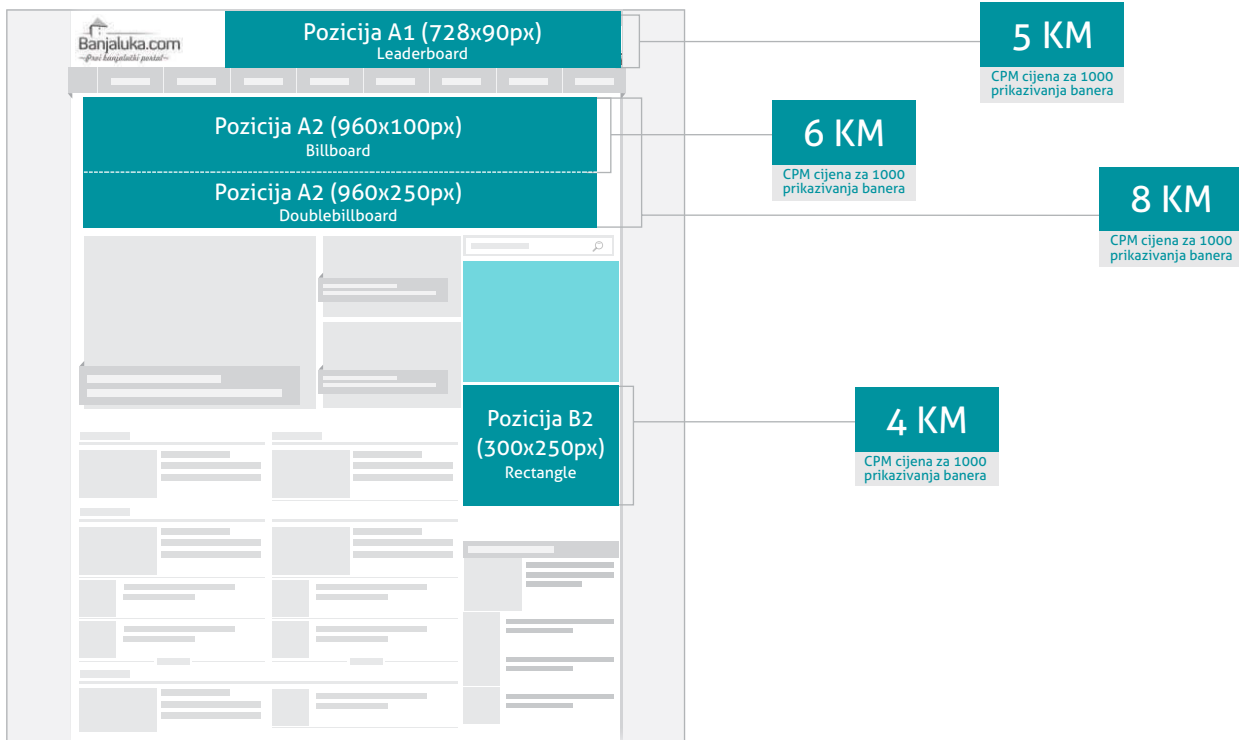 Banjaluka.com
~Prvi banjalučki portal~
Pozicija A1 (728x90px)
Leaderboard
5 KM
CPM cijena za 1000
prikazivanja banera
Pozicija A2 (960x100px)
Billboard
6 KM
CPM cijena za 1000
prikazivanja banera
Pozicija A2 (960x250px)
Doublebillboard
8 KM
CPM cijena za 1000
prikazivanja banera
Pozicija B2
(300x250px)
Rectangle
4 KM
CPM cijena za 1000
prikazivanja banera